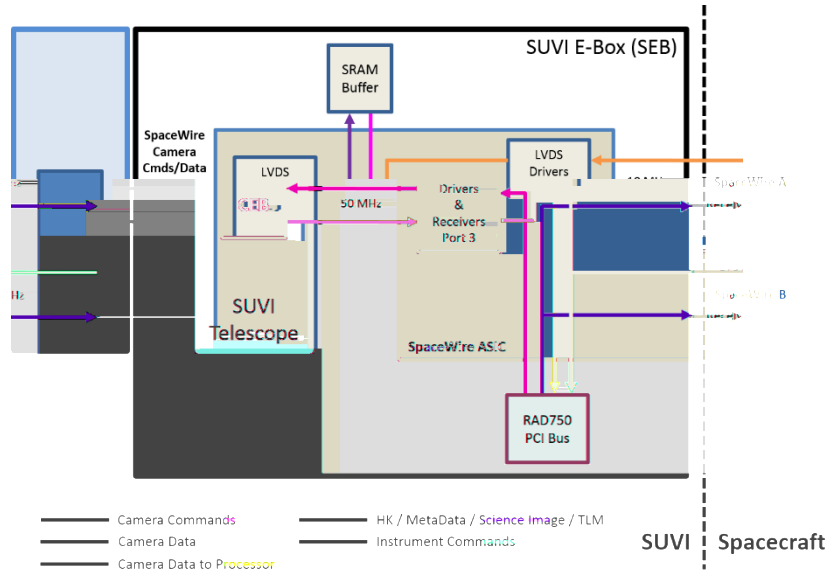 SUVI E-Box (SEB)
SRAM
Buffer
SpaceWire
Camera
Cmds/Data
LVDS
LVDS
Drivers
SpaceWire A
50 MHz
Drivers
&
Receivers
Port 3
Hz
SpaceWire B
SUVI
Telescope
SpaceWire ASIC
RAD750
PCI Bus
Camera Commands
HK / MetaData / Science Image / TLM
Camera Data
Instrument Commands
Camera Data to Processor
SUVI
Spacecraft